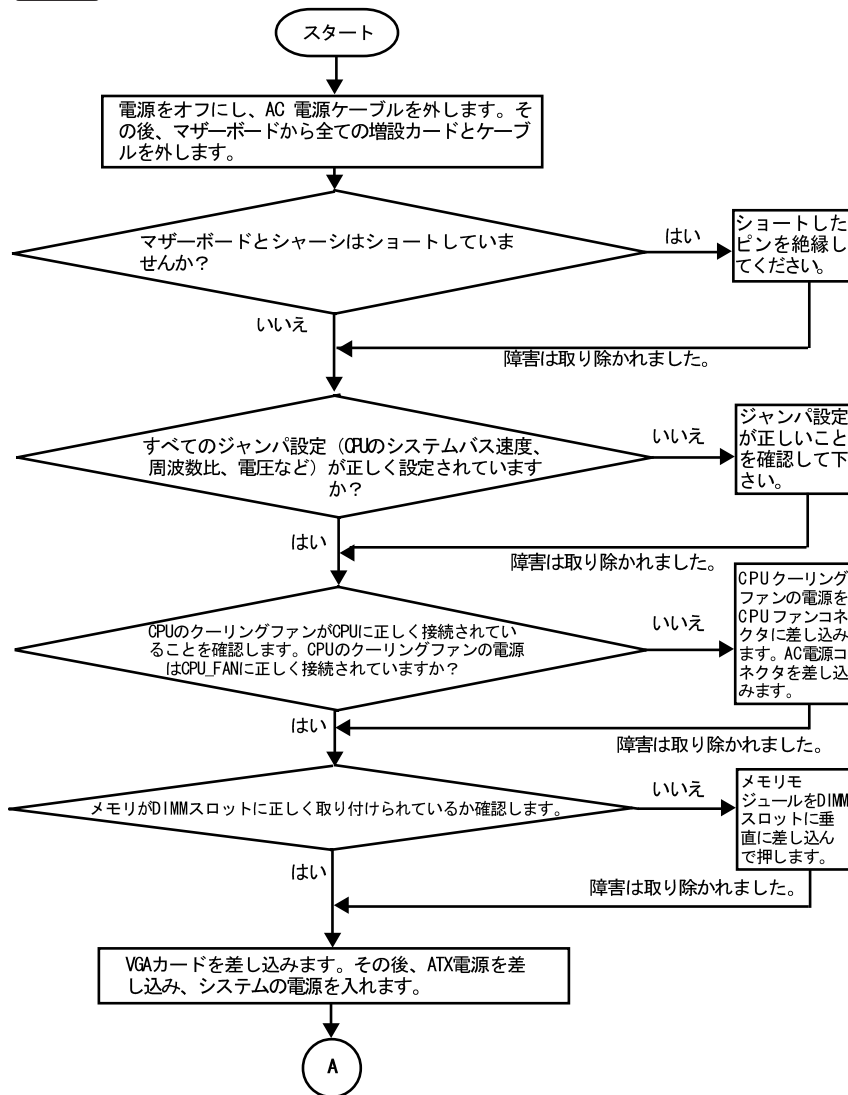 スタート
電源をオフにし、AC 電源ケーブルを外します。そ
の後、マザーボードから全ての増設カードとケーブ
ルを外します。
マザーボードとシャーシはショートしていま
せんか？
はい
ショートした
ピンを絶縁し
てください。
いいえ
障害は取り除かれました。
すべてのジャンパ設定（CPUのシステムバス速度、
周波数比、電圧など）が正しく設定されています
か？
いいえ
ジャンパ設定
が正しいこと
を確認して下
さい。
はい
障害は取り除かれました。
CPUのクーリングファンがCPUに正しく接続されてい
ることを確認します。CPUのクーリングファンの電源
はCPU_FANに正しく接続されていますか？
いいえ
CPUクーリング
ファンの電源を
CPUファンコネ
クタに差し込み
ます。AC電源コ
ネクタを差し込
みます。
はい
障害は取り除かれました。
メモリがDIMMスロットに正しく取り付けられているか確認します。
いいえ
メモリモ
ジュールをDIMM
スロットに垂
直に差し込ん
で押します。
はい
障害は取り除かれました。
VGAカードを差し込みます。その後、ATX電源を差
し込み、システムの電源を入れます。
A